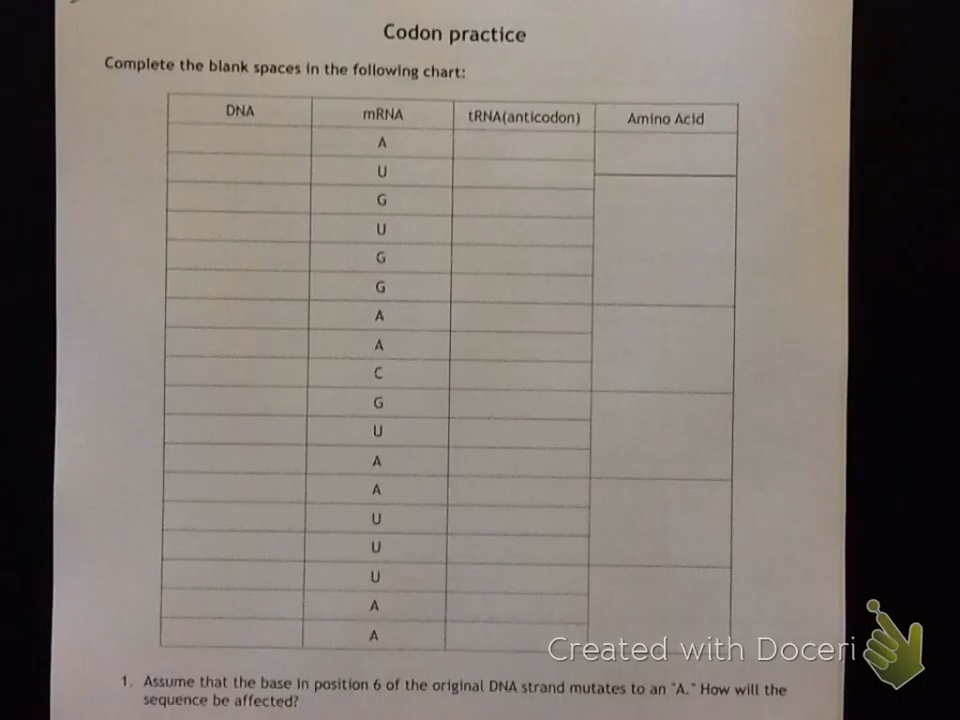 Codon practice
Complete the blank spaces in the following chart:
DNA mRNA tRNA(anticodon) Amino Acid
A
U
G
U
G
G
A
A
C
G
U
A
A
U
U
U
A
A
Created with Doceri
1. Assume that the base in position 6 of the original DNA strand mutates to an "A." How will the
sequence be affected?